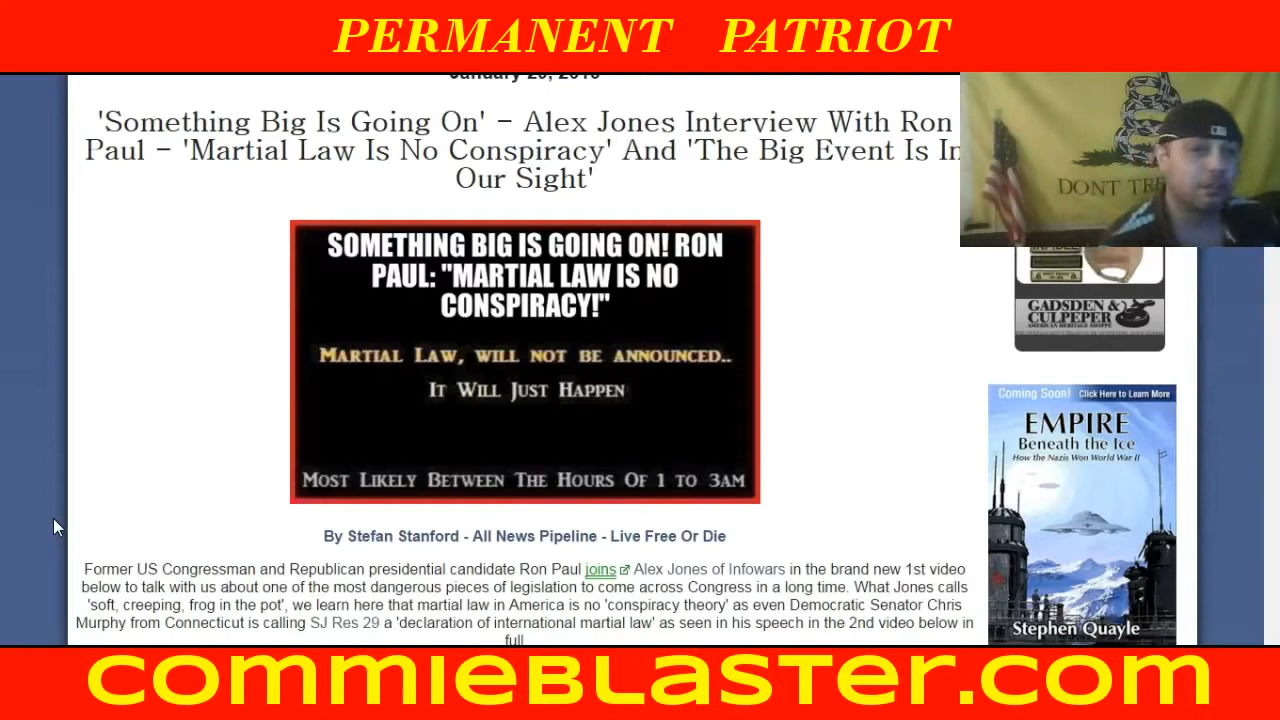 PERMANENT PATRIOT
'Something Big Is Going On' - Alex Jones Interview With Ron
Paul - 'Martial Law Is No Conspiracy' And 'The Big Event Is In
Our Sight'
SOMETHING BIG IS GOING ON! RON
PAUL: "MARTIAL LAW IS NO
CONSPIRACY!"
MARTIAL LAW, WILL NOT BE ANNOUNCED..
IT WILL JUST HAPPEN
MOST LIKELY BETWEEN THE HOURS OF 1 TO 3AM
By Stefan Stanford - All News Pipeline - Live Free Or Die
Former US Congressman and Republican presidential candidate Ron Paul joins Alex Jones of Infowars in the brand new 1st video
below to talk with us about one of the most dangerous pieces of legislation to come across Congress in a long time. What Jones calls
'soft, creeping, frog in the pot', we learn here that martial law in America is no 'conspiracy theory' as even Democratic Senator Chris
Murphy from Connecticut is calling SJ Res 29 a 'declaration of international martial law' as seen in his speech in the 2nd video below in
full
DONT TRE
GADSDEN &
CULPEPER
AMERICAN HERITAGE SHOPPE
Coming Soon! Click Here to Learn More
EMPIRE
Beneath the Ice
How the Nazis Won World War II
Stephen Quayle
COMMIEBLASTER.COM